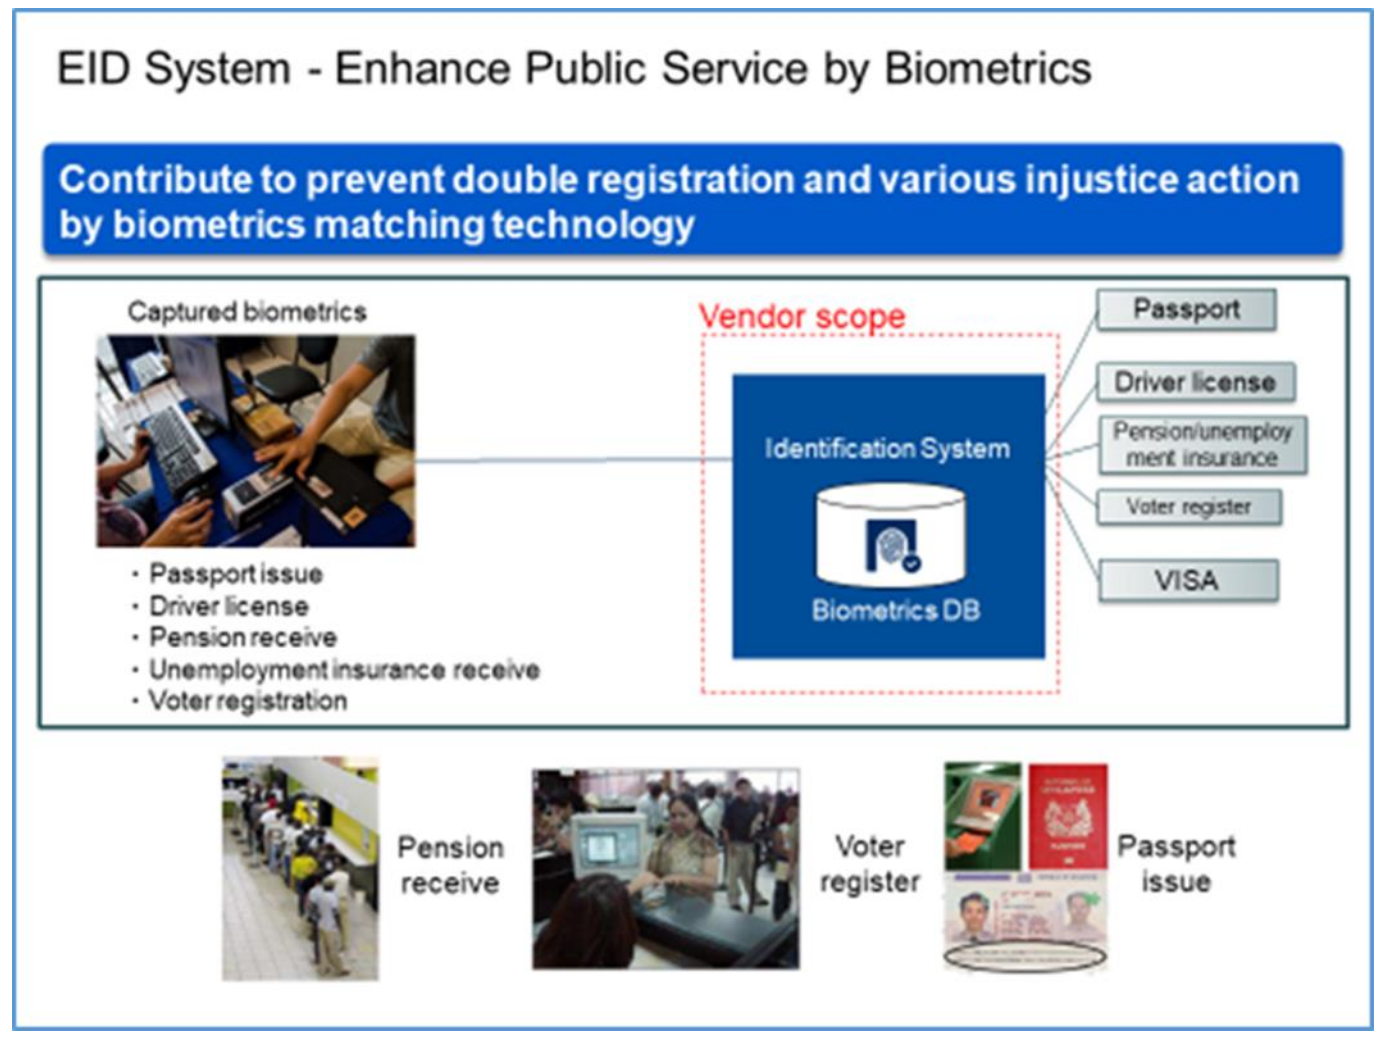 EID System - Enhance Public Service by Biometrics
Contribute to prevent double registration and various injustice action
by biometrics matching technology
Captured biometrics
・Passport issue
・Driver license
・Pension receive
・Unemployment insurance receive
・Voter registration
Vendor scope
Identification System
Biometrics DB
Passport
Driver license
Pension/unemploy
ment insurance
Voter register
VISA
Pension
receive
Voter
register
Passport
issue